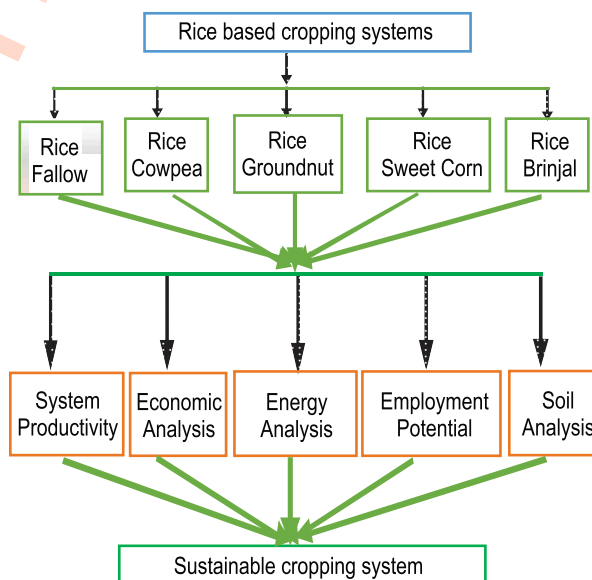 Rice based cropping systems
Rice
Fallow
Rice
Cowpea
Rice
Groundnut
Rice
Sweet Corn
Rice
Brinjal
System
Productivity
Economic
Analysis
Energy
Analysis
Employment
Potential
Soil
Analysis
Sustainable cropping system